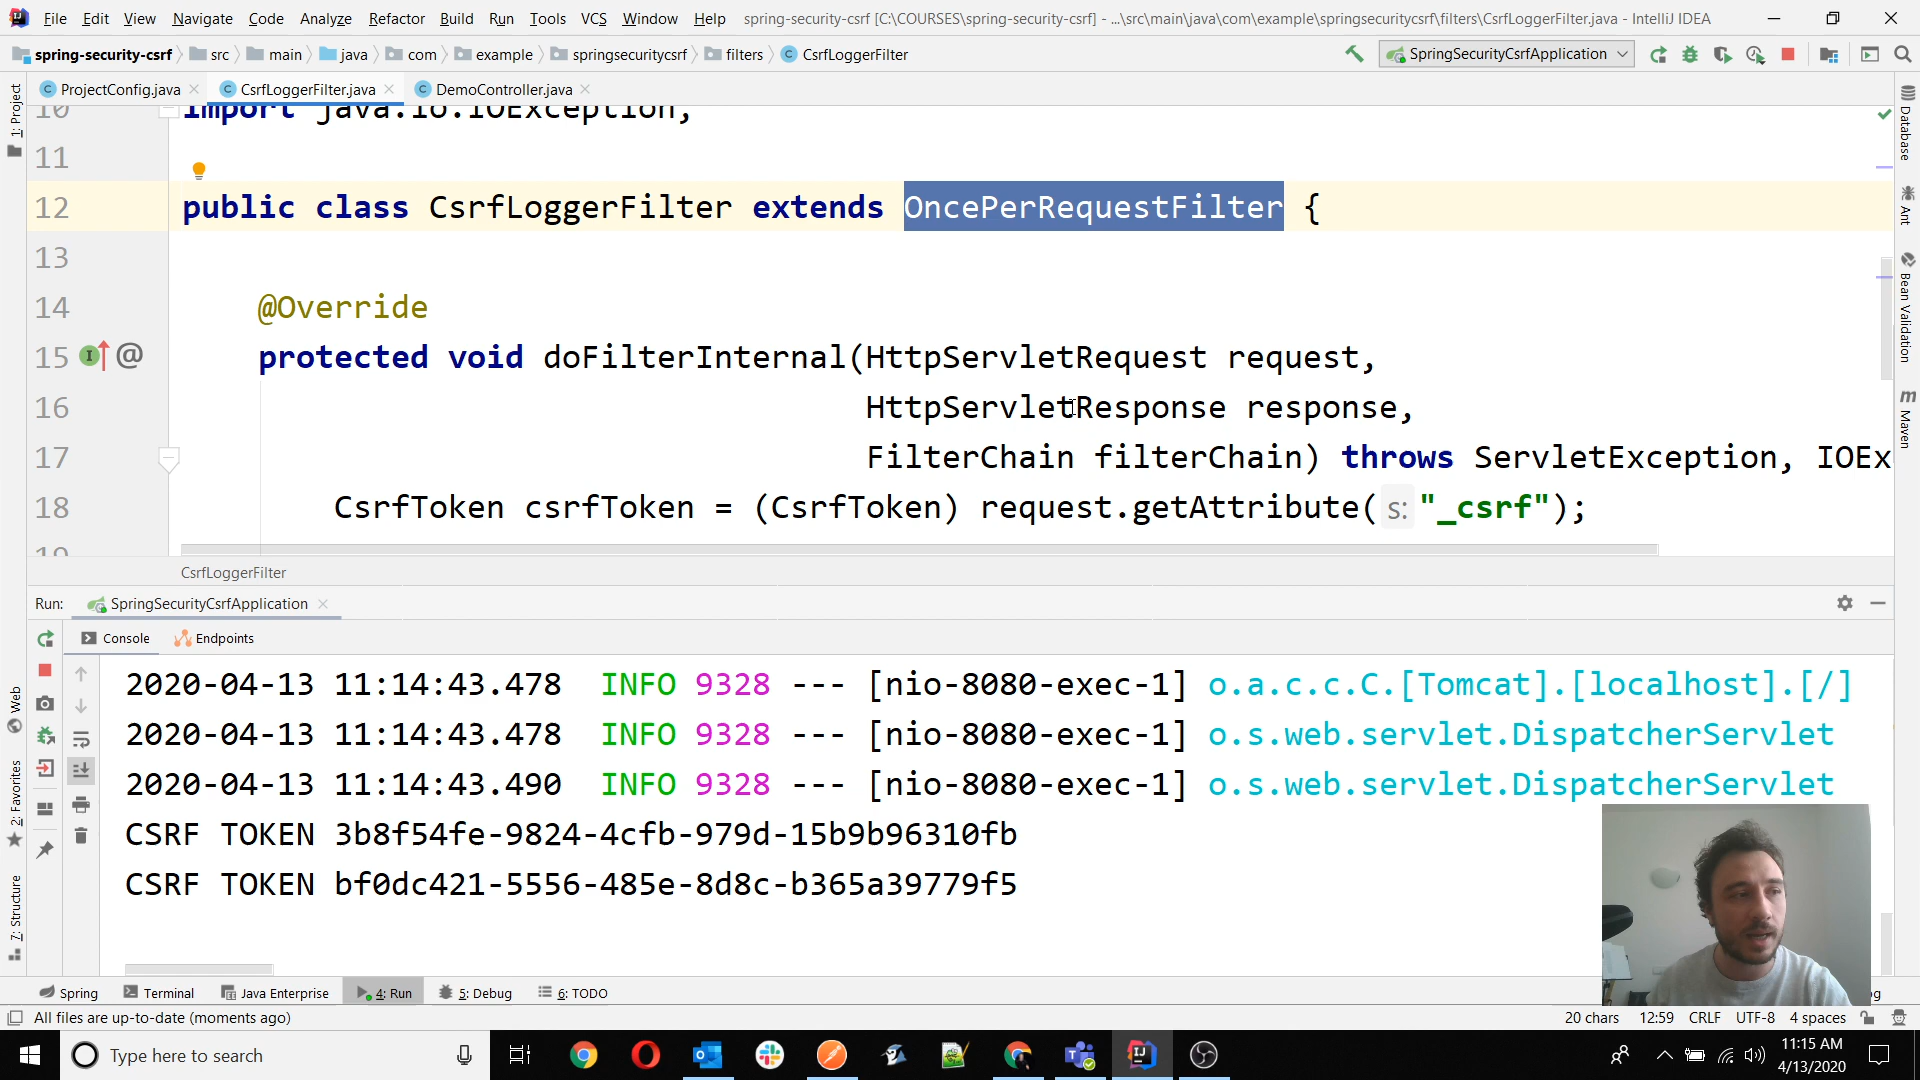 File Edit View Navigate Code Analyze Refactor Build Run Tools VCS Window Help spring-security-csrf [C:\COURSES\spring-security-csrf] - ...\src\main\java\com\example\springsecuritycsrf\filters\CsrfLoggerFilter.java - IntelliJ IDEA
spring-security-csrf src main java com example springsecuritycsrf filters CsrfLoggerFilter SpringSecurityCsrfApplication
ProjectConfig.java CsrfLoggerFilter.java DemoController.java
10 import java.io.IOException;
11
12 public class CsrfLoggerFilter extends OncePerRequestFilter {
13
14 @Override
15 protected void doFilterInternal(HttpServletRequest request,
16 HttpServletResponse response,
17 FilterChain filterChain) throws ServletException, IOEx
18 CsrfToken csrfToken = (CsrfToken) request.getAttribute( s: "_csrf");
19
CsrfLoggerFilter
Run: SpringSecurityCsrfApplication
Console Endpoints
2020-04-13 11:14:43.478 INFO 9328 --- [nio-8080-exec-1] o.a.c.c.C.[Tomcat].[localhost].[/]
2020-04-13 11:14:43.478 INFO 9328 --- [nio-8080-exec-1] o.s.web.servlet.DispatcherServlet
2020-04-13 11:14:43.490 INFO 9328 --- [nio-8080-exec-1] o.s.web.servlet.DispatcherServlet
CSRF TOKEN 3b8f54fe-9824-4cfb-979d-15b9b96310fb
CSRF TOKEN bf0dc421-5556-485e-8d8c-b365a39779f5
1: Project
Web
2: Favorites
7: Structure
Database
Ant
Bean Validation
Maven
Spring Terminal Java Enterprise 4: Run 5: Debug 6: TODO
All files are up-to-date (moments ago) 20 chars 12:59 CRLF UTF-8 4 spaces
Type here to search
11:15 AM
4/13/2020